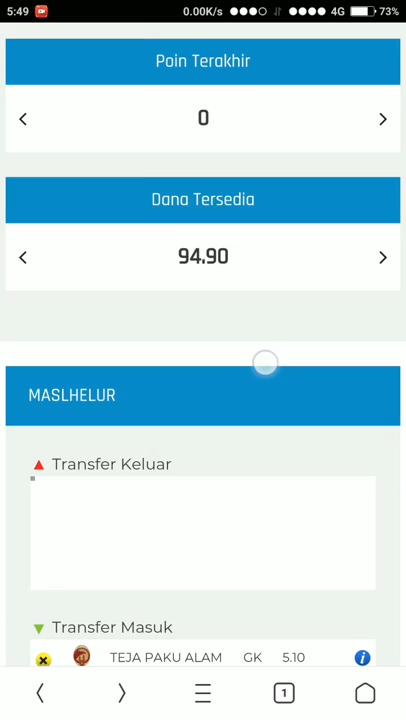 5:49
0.00K/s
4G
73%
Poin Terakhir
0
Dana Tersedia
94.90
MASLHELUR
Transfer Keluar
Transfer Masuk
TEJA PAKU ALAM GK 5.10 i
1